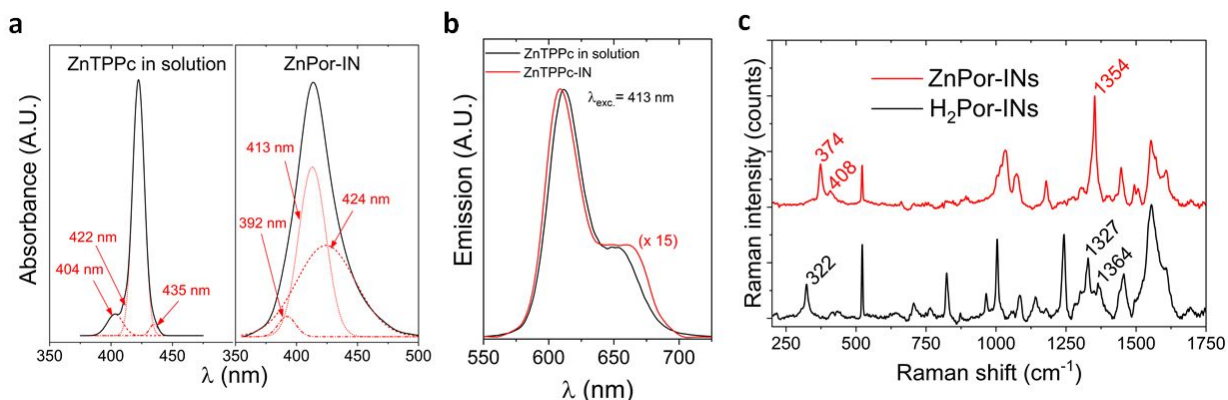 a
ZnTPPc in solution
ZnPor-IN
Absorbance (A.U.)
422 nm
404 nm
435 nm
413 nm
392 nm
424 nm
350
400
450
350
400
450
500
λ (nm)
b
ZnTPPc in solution
ZnTPPc-IN
λexc. = 413 nm
(x 15)
Emission (A.U.)
550
600
650
700
λ (nm)
c
ZnPor-INs
H2Por-INs
374
408
1354
322
1327
1364
Raman intensity (counts)
250
500
750
1000
1250
1500
1750
Raman shift (cm-1)